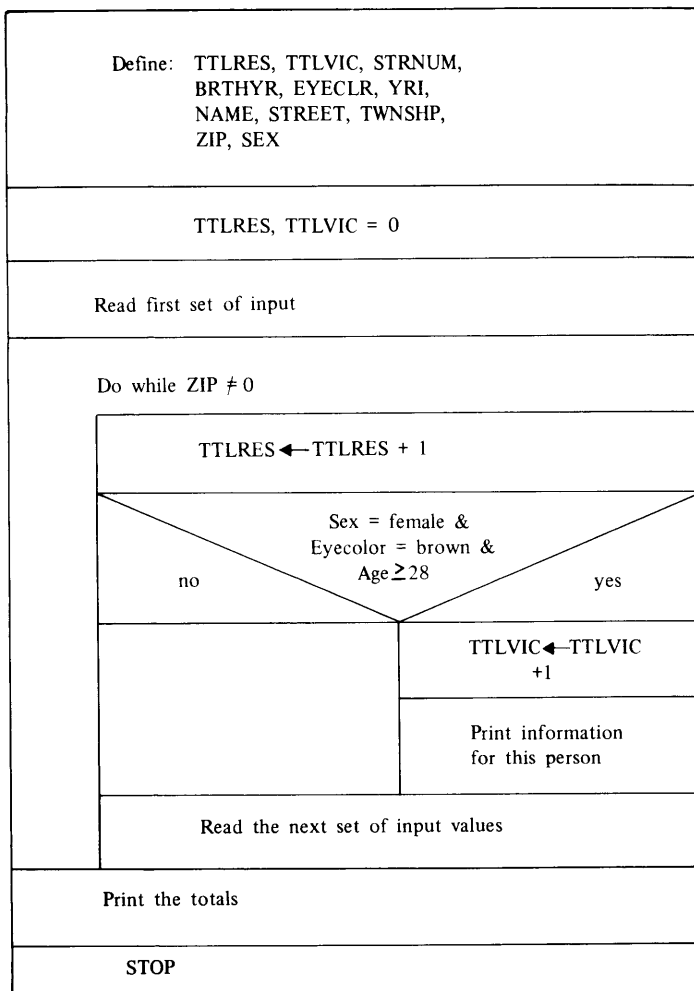 Define: TTLRES, TTLVIC, STRNUM,
BRTHYR, EYECLR, YRI,
NAME, STREET, TWNSHP,
ZIP, SEX
TTLRES, TTLVIC = 0
Read first set of input
Do while ZIP ≠ 0
TTLRES ← TTLRES + 1
Sex = female &
Eyecolor = brown &
Age ≥ 28
no
yes
TTLVIC ← TTLVIC
+1
Print information
for this person
Read the next set of input values
Print the totals
STOP